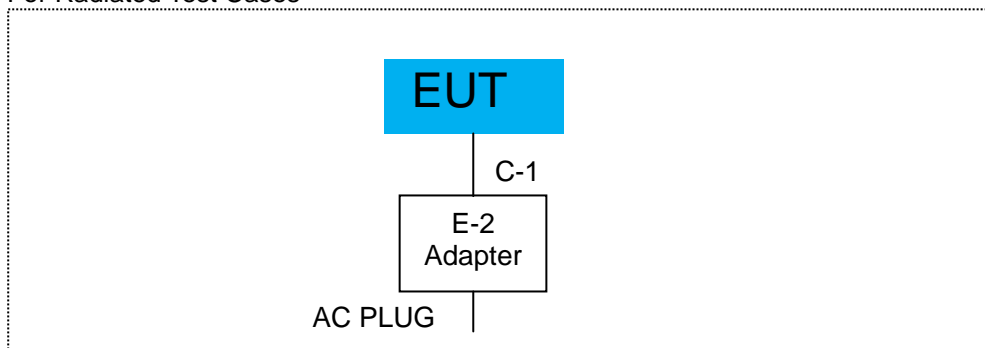 For Radiated Test Cases
EUT
C-1
E-2
Adapter
AC PLUG